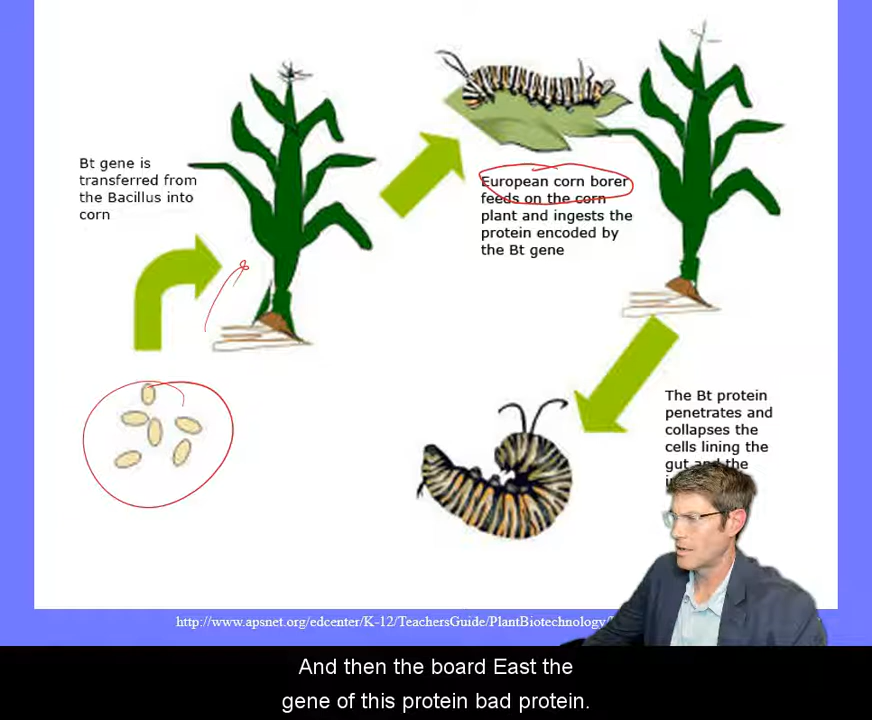 Bt gene is
transferred from
the Bacillus into
corn
European corn borer
feeds on the corn
plant and ingests the
protein encoded by
the Bt gene
The Bt protein
penetrates and
collapses the
cells lining the
gut and the
http://www.apsnet.org/edcenter/K-12/TeachersGuide/PlantBiotechnology/
And then the board East the
gene of this protein bad protein.